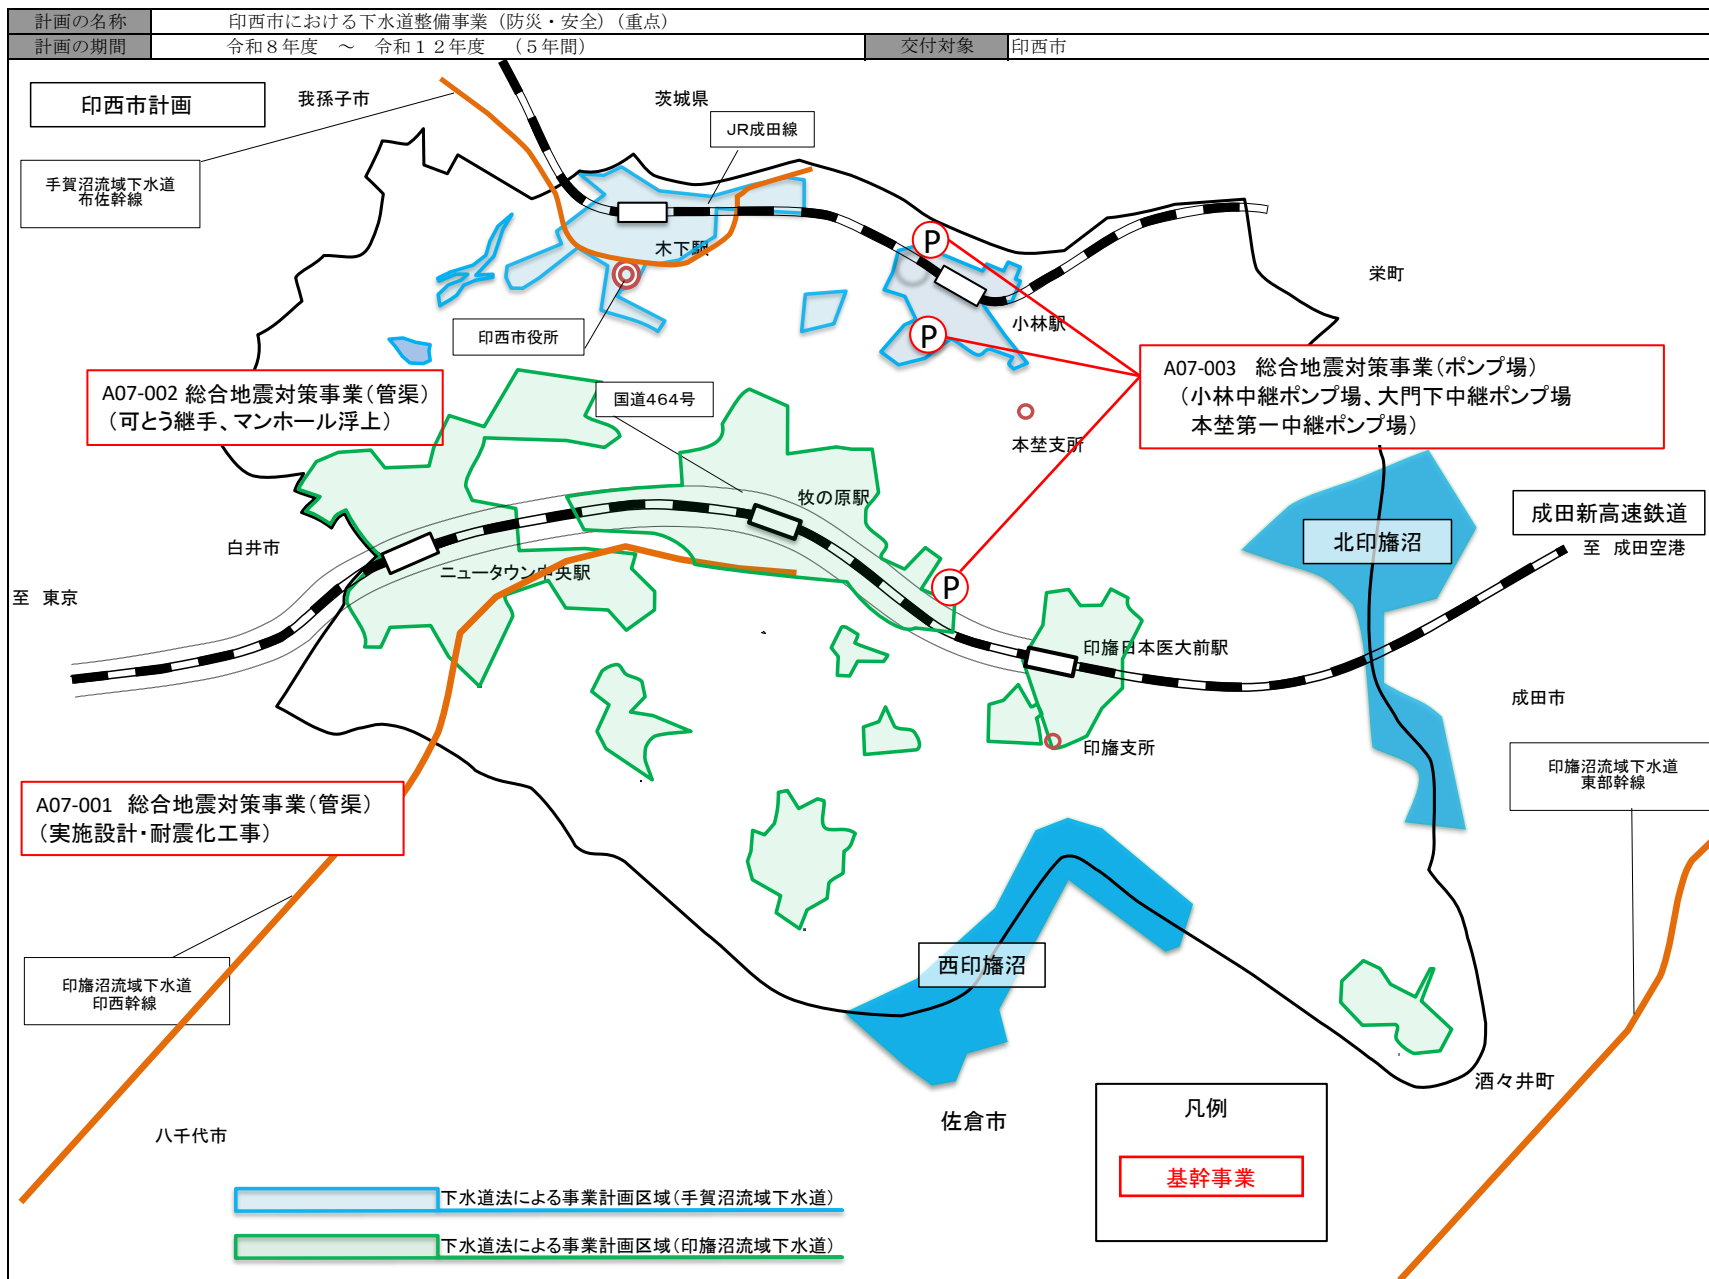 計画の名称 印西市における下水道整備事業（防災・安全）（重点）
計画の期間 令和８年度 ～ 令和１２年度 （５年間） 交付対象 印西市
印西市計画
我孫子市
茨城県
JR成田線
手賀沼流域下水道
布佐幹線
木下駅
P
栄町
小林駅
P
印西市役所
A07-002 総合地震対策事業（管渠）
（可とう継手、マンホール浮上）
国道464号
A07-003 総合地震対策事業（ポンプ場）
（小林中継ポンプ場、大門下中継ポンプ場
本埜第一中継ポンプ場）
本埜支所
牧の原駅
成田新高速鉄道
至 成田空港
北印旛沼
白井市
ニュータウン中央駅
至 東京
P
印旛日本医大前駅
成田市
印旛支所
印旛沼流域下水道
東部幹線
A07-001 総合地震対策事業（管渠）
（実施設計・耐震化工事）
西印旛沼
印旛沼流域下水道
印西幹線
酒々井町
佐倉市
八千代市
凡例
基幹事業
下水道法による事業計画区域（手賀沼流域下水道）
下水道法による事業計画区域（印旛沼流域下水道）